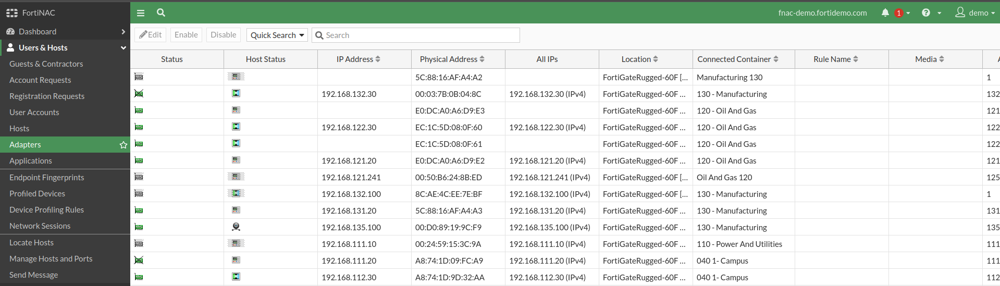 FortiNAC
fnac-demo.fortidemo.com 1 ? demo
Dashboard
Users & Hosts
Guests & Contractors
Account Requests
Registration Requests
User Accounts
Hosts
Adapters
Applications
Endpoint Fingerprints
Profiled Devices
Device Profiling Rules
Network Sessions
Locate Hosts
Manage Hosts and Ports
Send Message
Edit Enable Disable Quick Search Search
Status Host Status IP Address Physical Address All IPs Location Connected Container Rule Name Media A
5C:88:16:AF:A4:A2 FortiGateRugged-60F [... Manufacturing 130 1
192.168.132.30 00:03:7B:0B:04:8C 192.168.132.30 (IPv4) FortiGateRugged-60F ... 130 - Manufacturing 132
E0:DC:A0:A6:D9:E3 FortiGateRugged-60F ... 120 - Oil And Gas 121
192.168.122.30 EC:1C:5D:08:0F:60 192.168.122.30 (IPv4) FortiGateRugged-60F ... 120 - Oil And Gas 122
EC:1C:5D:08:0F:61 FortiGateRugged-60F ... 120 - Oil And Gas 122
192.168.121.20 E0:DC:A0:A6:D9:E2 192.168.121.20 (IPv4) FortiGateRugged-60F ... 120 - Oil And Gas 121
192.168.121.241 00:50:B6:24:8B:ED 192.168.121.241 (IPv4) FortiGateRugged-60F [... Oil And Gas 120 125
192.168.132.100 8C:AE:4C:EE:7E:BF 192.168.132.100 (IPv4) FortiGateRugged-60F [... 130 - Manufacturing 1
192.168.131.20 5C:88:16:AF:A4:A3 192.168.131.20 (IPv4) FortiGateRugged-60F ... 130 - Manufacturing 131
192.168.135.100 00:D0:89:19:9C:F9 192.168.135.100 (IPv4) FortiGateRugged-60F ... 130 - Manufacturing 135
192.168.111.10 00:24:59:15:3C:9A 192.168.111.10 (IPv4) FortiGateRugged-60F ... 110 - Power And Utilities 111
192.168.111.20 A8:74:1D:09:FC:A9 192.168.111.20 (IPv4) FortiGateRugged-60F ... 040 1- Campus 111
192.168.112.30 A8:74:1D:9D:32:AA 192.168.112.30 (IPv4) FortiGateRugged-60F ... 040 1- Campus 112